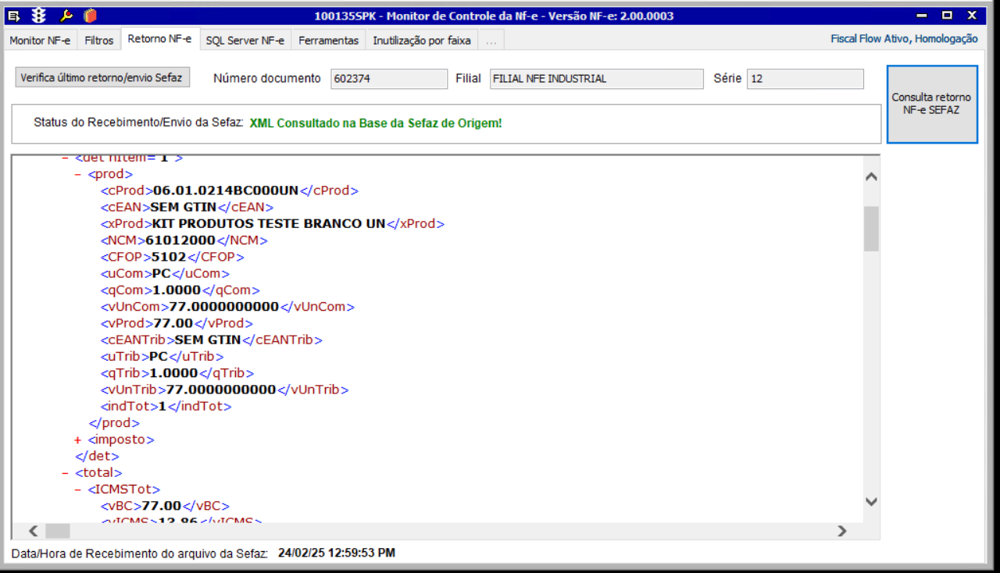 100135SPK - Monitor de Controle da Nf-e - Versão NF-e: 2.00.0003
Monitor NF-e Filtros Retorno NF-e SQL Server NF-e Ferramentas Inutilização por faixa ... Fiscal Flow Ativo, Homologação
Verifica último retorno/envio Sefaz Número documento 602374 Filial FILIAL NFE INDUSTRIAL Série 12
Consulta retorno
NF-e SEFAZ
Status do Recebimento/Envio da Sefaz: XML Consultado na Base da Sefaz de Origem!
- <det nItem="1">
- <prod>
<cProd>06.01.0214BC000UN</cProd>
<cEAN>SEM GTIN</cEAN>
<xProd>KIT PRODUTOS TESTE BRANCO UN</xProd>
<NCM>61012000</NCM>
<CFOP>5102</CFOP>
<uCom>PC</uCom>
<qCom>1.0000</qCom>
<vUnCom>77.0000000000</vUnCom>
<vProd>77.00</vProd>
<cEANTrib>SEM GTIN</cEANTrib>
<uTrib>PC</uTrib>
<qTrib>1.0000</qTrib>
<vUnTrib>77.0000000000</vUnTrib>
<indTot>1</indTot>
</prod>
+ <imposto>
</det>
- <total>
- <ICMSTot>
<vBC>77.00</vBC>
<vICMS>13.86</vICMS>
Data/Hora de Recebimento do arquivo da Sefaz: 24/02/25 12:59:53 PM